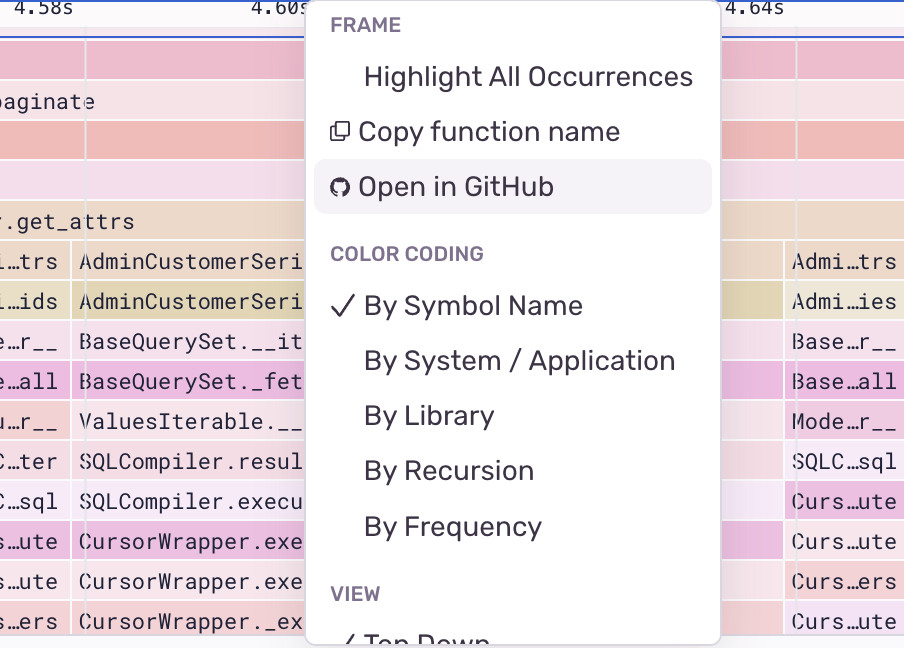 4.58s 4.60s 4.64s
FRAME
Highlight All Occurrences
paginate
Copy function name
Open in GitHub
r.get_attrs
COLOR CODING
i…trs AdminCustomerSeri Admi…trs
By Symbol Name
i…ids AdminCustomerSeri Admi…ies
e…r__ BaseQuerySet.__it Base…r__
By System / Application
e…all BaseQuerySet._fet Base…all
By Library
u…r__ ValuesIterable.__ Mode…r__
C…ter SQLCompiler.resul SQLC…sql
By Recursion
C…sql SQLCompiler.execu Curs…ute
By Frequency
s…ute CursorWrapper.exe Curs…ute
s…ute CursorWrapper.exe Curs…ers
VIEW
s…ers CursorWrapper._ex Curs…ute
Top Down